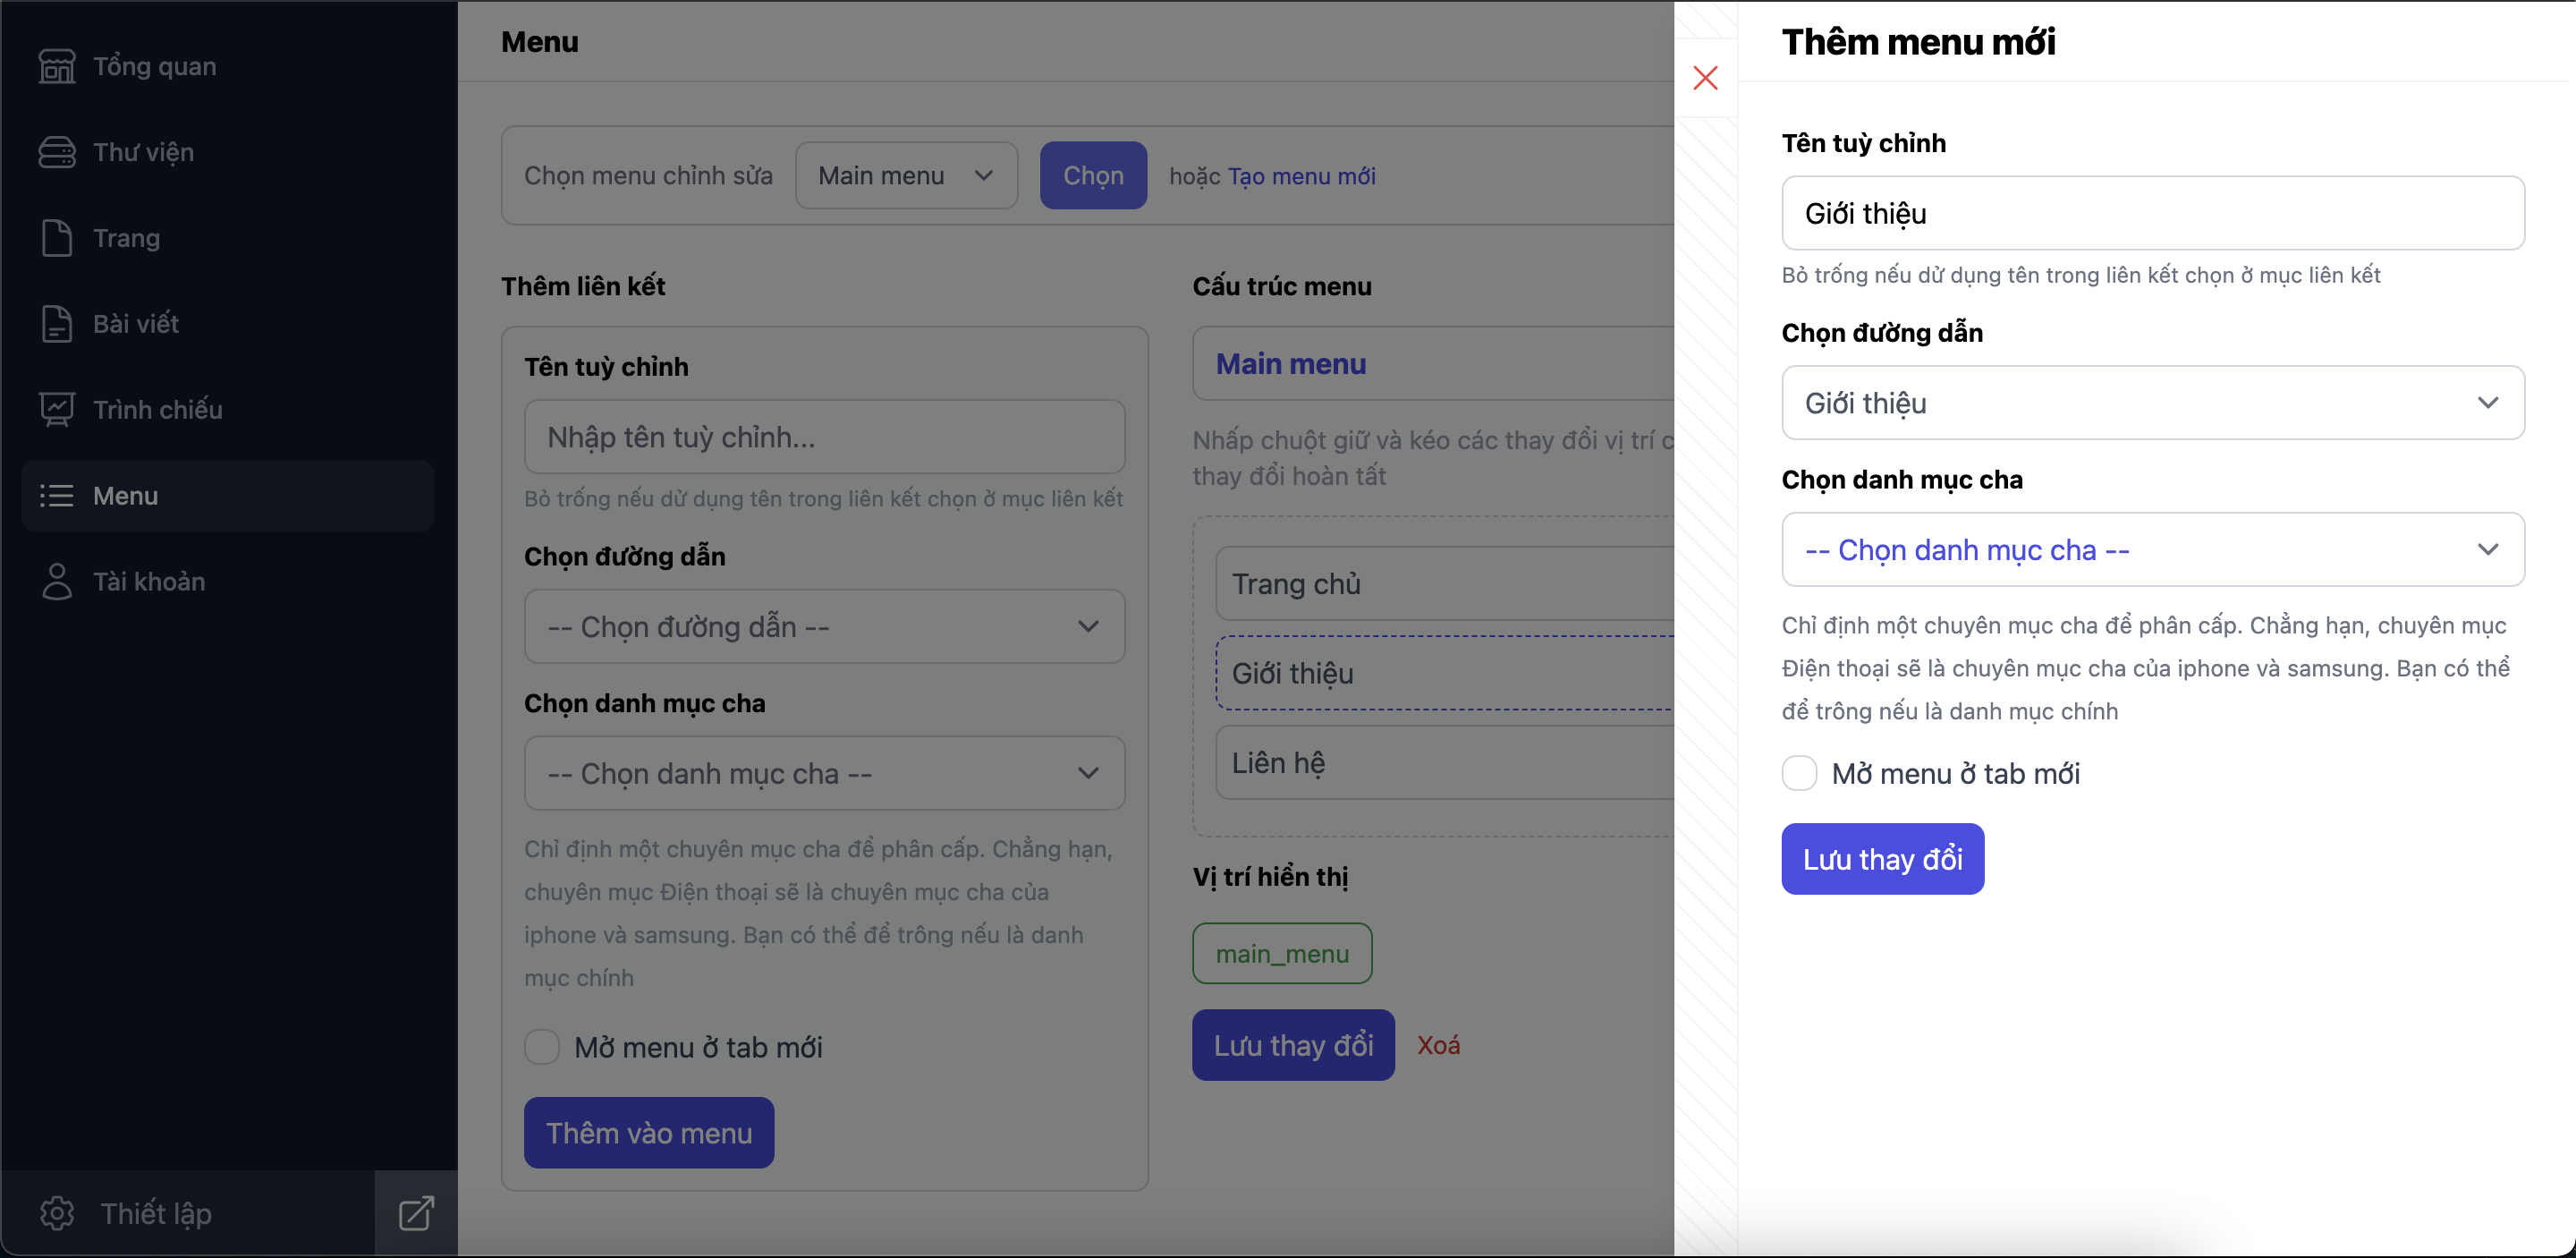 Tổng quan
Thư viện
Trang
Bài viết
Trình chiếu
Menu
Tài khoản
Thiết lập
Menu
Chọn menu chỉnh sửa
Main menu
Chọn
hoặc Tạo menu mới
Thêm liên kết
Tên tuỳ chỉnh
Nhập tên tuỳ chỉnh...
Bỏ trống nếu dử dụng tên trong liên kết chọn ở mục liên kết
Chọn đường dẫn
-- Chọn đường dẫn --
Chọn danh mục cha
-- Chọn danh mục cha --
Chỉ định một chuyên mục cha để phân cấp. Chẳng hạn,
chuyên mục Điện thoại sẽ là chuyên mục cha của
iphone và samsung. Bạn có thể để trông nếu là danh
mục chính
Mở menu ở tab mới
Thêm vào menu
Cấu trúc menu
Main menu
Nhấp chuột giữ và kéo các thay đổi vị trí
thay đổi hoàn tất
Trang chủ
Giới thiệu
Liên hệ
Vị trí hiển thị
main_menu
Lưu thay đổi
Xoá
Thêm menu mới
Tên tuỳ chỉnh
Giới thiệu
Bỏ trống nếu dử dụng tên trong liên kết chọn ở mục liên kết
Chọn đường dẫn
Giới thiệu
Chọn danh mục cha
-- Chọn danh mục cha --
Chỉ định một chuyên mục cha để phân cấp. Chẳng hạn, chuyên mục
Điện thoại sẽ là chuyên mục cha của iphone và samsung. Bạn có thể
để trông nếu là danh mục chính
Mở menu ở tab mới
Lưu thay đổi